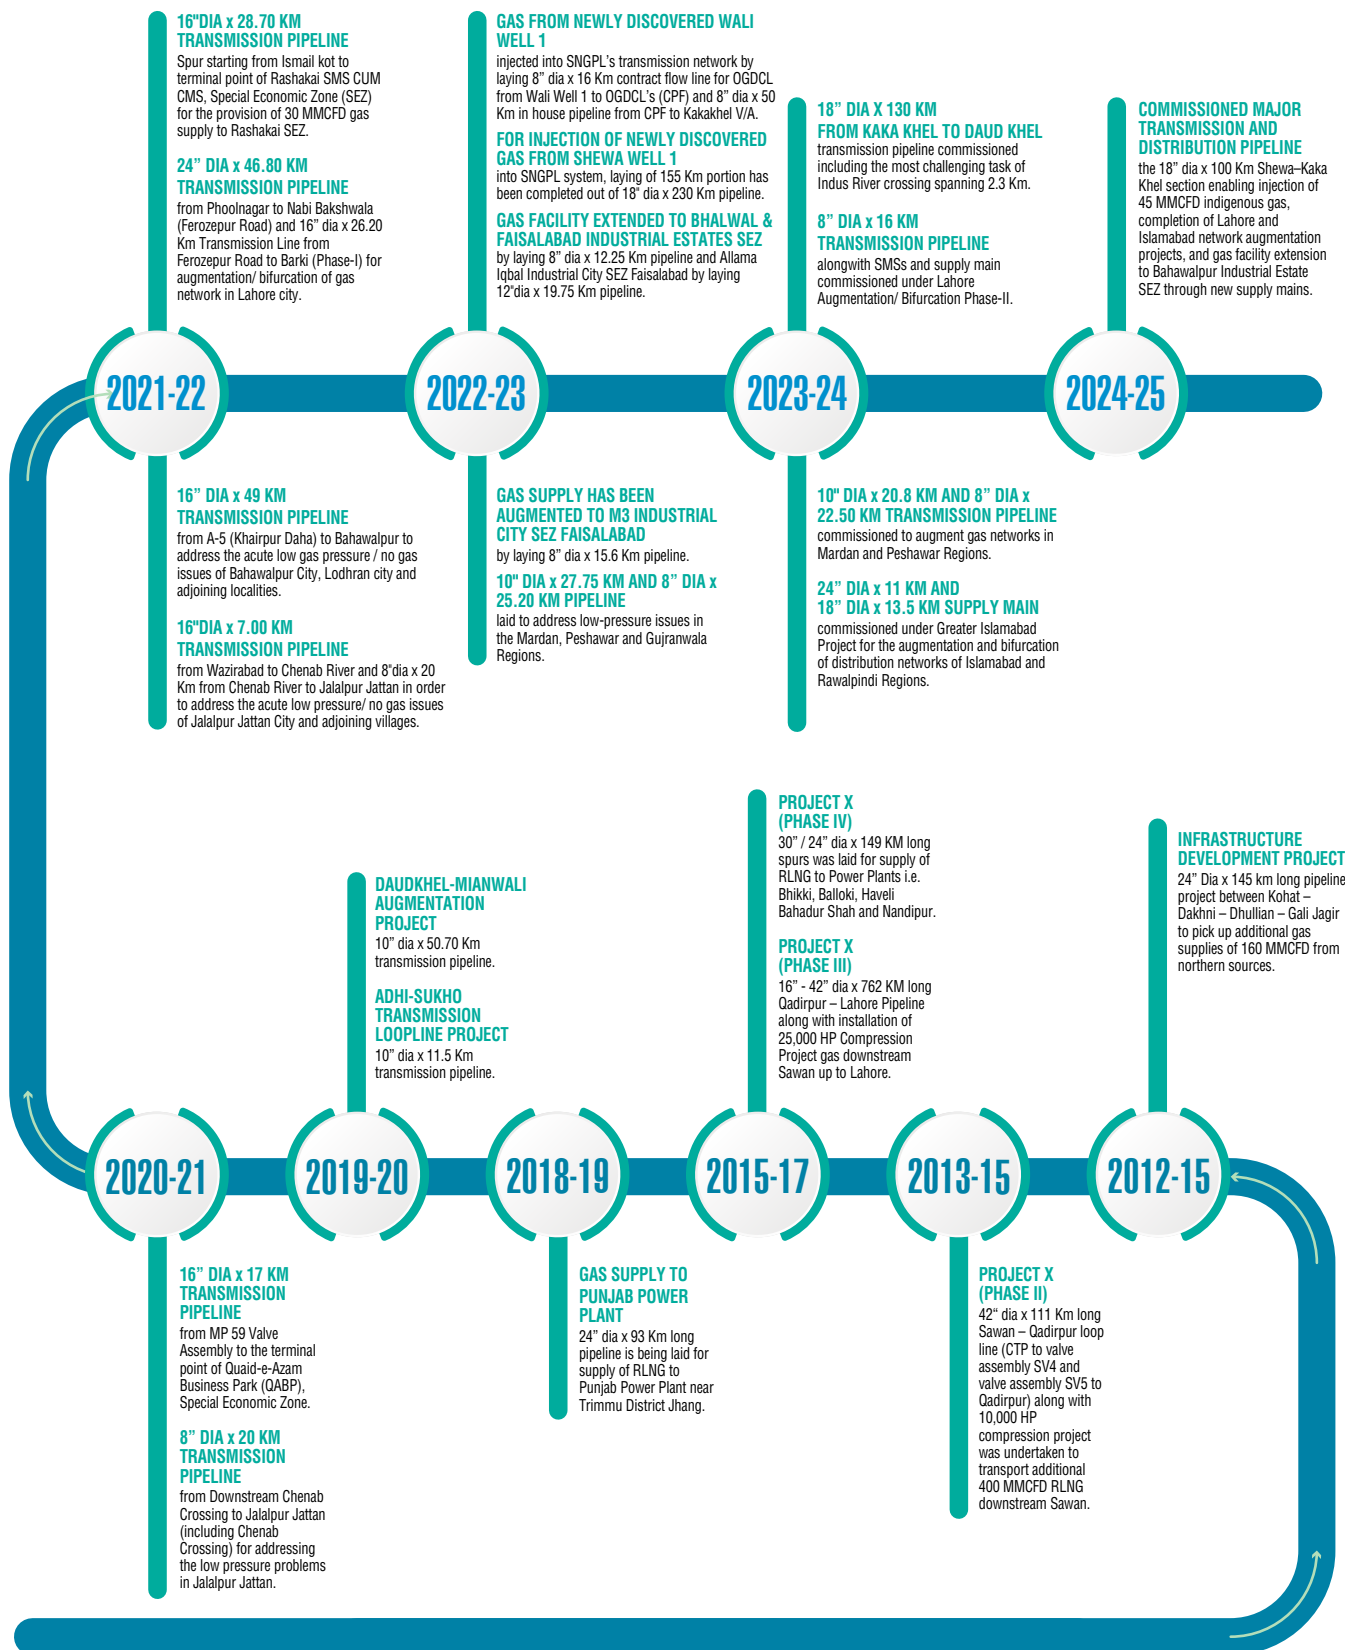 16"DIA x 28.70 KM
TRANSMISSION PIPELINE
Spur starting from Ismail kot to
terminal point of Rashakai SMS CUM
CMS, Special Economic Zone (SEZ)
for the provision of 30 MMCFD gas
supply to Rashakai SEZ.
24” DIA x 46.80 KM
TRANSMISSION PIPELINE
from Phoolnagar to Nabi Bakshwala
(Ferozepur Road) and 16” dia x 26.20
Km Transmission Line from
Ferozepur Road to Barki (Phase-I) for
augmentation/ bifurcation of gas
network in Lahore city.
GAS FROM NEWLY DISCOVERED WALI
WELL 1
injected into SNGPL’s transmission network by
laying 8” dia x 16 Km contract flow line for OGDCL
from Wali Well 1 to OGDCL’s (CPF) and 8” dia x 50
Km in house pipeline from CPF to Kakakhel V/A.
FOR INJECTION OF NEWLY DISCOVERED
GAS FROM SHEWA WELL 1
into SNGPL system, laying of 155 Km portion has
been completed out of 18" dia x 230 Km pipeline.
GAS FACILITY EXTENDED TO BHALWAL &
FAISALABAD INDUSTRIAL ESTATES SEZ
by laying 8” dia x 12.25 Km pipeline and Allama
Iqbal Industrial City SEZ Faisalabad by laying
12"dia x 19.75 Km pipeline.
18” DIA X 130 KM
FROM KAKA KHEL TO DAUD KHEL
transmission pipeline commissioned
including the most challenging task of
Indus River crossing spanning 2.3 Km.
8” DIA x 16 KM
TRANSMISSION PIPELINE
alongwith SMSs and supply main
commissioned under Lahore
Augmentation/ Bifurcation Phase-II.
COMMISSIONED MAJOR
TRANSMISSION AND
DISTRIBUTION PIPELINE
the 18” dia x 100 Km Shewa–Kaka
Khel section enabling injection of
45 MMCFD indigenous gas,
completion of Lahore and
Islamabad network augmentation
projects, and gas facility extension
to Bahawalpur Industrial Estate
SEZ through new supply mains.
2021-22
2022-23
2023-24
2024-25
16” DIA x 49 KM
TRANSMISSION PIPELINE
from A-5 (Khairpur Daha) to Bahawalpur to
address the acute low gas pressure / no gas
issues of Bahawalpur City, Lodhran city and
adjoining localities.
16"DIA x 7.00 KM
TRANSMISSION PIPELINE
from Wazirabad to Chenab River and 8"dia x 20
Km from Chenab River to Jalalpur Jattan in order
to address the acute low pressure/ no gas issues
of Jalalpur Jattan City and adjoining villages.
GAS SUPPLY HAS BEEN
AUGMENTED TO M3 INDUSTRIAL
CITY SEZ FAISALABAD
by laying 8” dia x 15.6 Km pipeline.
10" DIA x 27.75 KM AND 8” DIA x
25.20 KM PIPELINE
laid to address low-pressure issues in
the Mardan, Peshawar and Gujranwala
Regions.
10" DIA x 20.8 KM AND 8” DIA x
22.50 KM TRANSMISSION PIPELINE
commissioned to augment gas networks in
Mardan and Peshawar Regions.
24” DIA x 11 KM AND
18” DIA x 13.5 KM SUPPLY MAIN
commissioned under Greater Islamabad
Project for the augmentation and bifurcation
of distribution networks of Islamabad and
Rawalpindi Regions.
DAUDKHEL-MIANWALI
AUGMENTATION
PROJECT
10” dia x 50.70 Km
transmission pipeline.
ADHI-SUKHO
TRANSMISSION
LOOPLINE PROJECT
10” dia x 11.5 Km
transmission pipeline.
PROJECT X
(PHASE IV)
30” / 24” dia x 149 KM long
spurs was laid for supply of
RLNG to Power Plants i.e.
Bhikki, Balloki, Haveli
Bahadur Shah and Nandipur.
PROJECT X
(PHASE III)
16” - 42” dia x 762 KM long
Qadirpur – Lahore Pipeline
along with installation of
25,000 HP Compression
Project gas downstream
Sawan up to Lahore.
INFRASTRUCTURE
DEVELOPMENT PROJECT
24” Dia x 145 km long pipeline
project between Kohat –
Dakhni – Dhullian – Gali Jagir
to pick up additional gas
supplies of 160 MMCFD from
northern sources.
2020-21
2019-20
2018-19
2015-17
2013-15
2012-15
16” DIA x 17 KM
TRANSMISSION
PIPELINE
from MP 59 Valve
Assembly to the terminal
point of Quaid-e-Azam
Business Park (QABP),
Special Economic Zone.
8” DIA x 20 KM
TRANSMISSION
PIPELINE
from Downstream Chenab
Crossing to Jalalpur Jattan
(including Chenab
Crossing) for addressing
the low pressure problems
in Jalalpur Jattan.
GAS SUPPLY TO
PUNJAB POWER
PLANT
24” dia x 93 Km long
pipeline is being laid for
supply of RLNG to
Punjab Power Plant near
Trimmu District Jhang.
PROJECT X
(PHASE II)
42“ dia x 111 Km long
Sawan – Qadirpur loop
line (CTP to valve
assembly SV4 and
valve assembly SV5 to
Qadirpur) along with
10,000 HP
compression project
was undertaken to
transport additional
400 MMCFD RLNG
downstream Sawan.